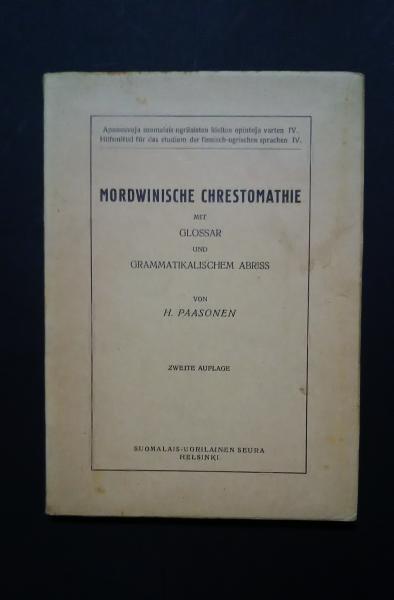 Apuneuvoja suomalais-ugrilaisten kielten opintoja varten IV.
Hilfsmittel für das studium der finnisch-ugrischen sprachen IV.
MORDWINISCHE CHRESTOMATHIE
MIT
GLOSSAR
UND
GRAMMATIKALISCHEM ABRISS
VON
H. PAASONEN
ZWEITE AUFLAGE
SUOMALAIS-UGRILAINEN SEURA
HELSINKI